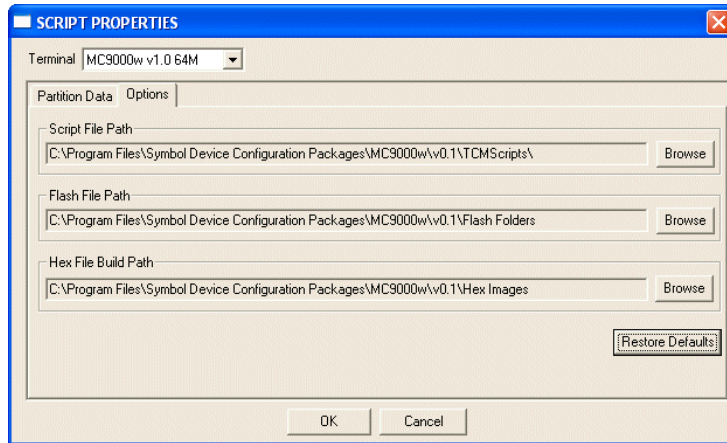 SCRIPT PROPERTIES
Terminal MC9000w v1.0 64M
Partition Data Options
Script File Path
C:\Program Files\Symbol Device Configuration Packages\MC9000w\v0.1\TCMScripts\ Browse
Flash File Path
C:\Program Files\Symbol Device Configuration Packages\MC9000w\v0.1\Flash Folders Browse
Hex File Build Path
C:\Program Files\Symbol Device Configuration Packages\MC9000w\v0.1\Hex Images Browse
Restore Defaults
OK Cancel